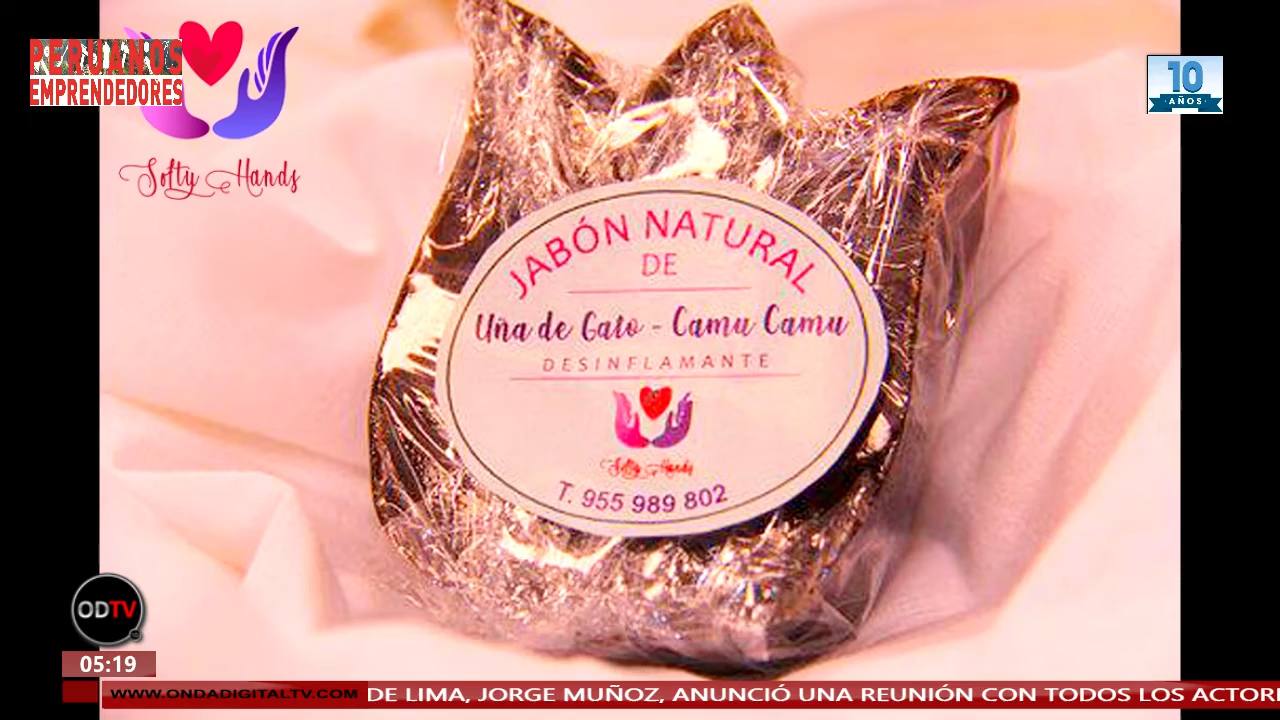 PERUANOS
EMPRENDEDORES
Softy Hands
10
AÑOS
JABÓN NATURAL
DE
Uña de Gato - Camu Camu
DESINFLAMANTE
Softy Hands
T. 955 989 802
ODTV
05:19
WWW.ONDADIGITALTV.COM DE LIMA, JORGE MUÑOZ, ANUNCIÓ UNA REUNIÓN CON TODOS LOS ACTOR